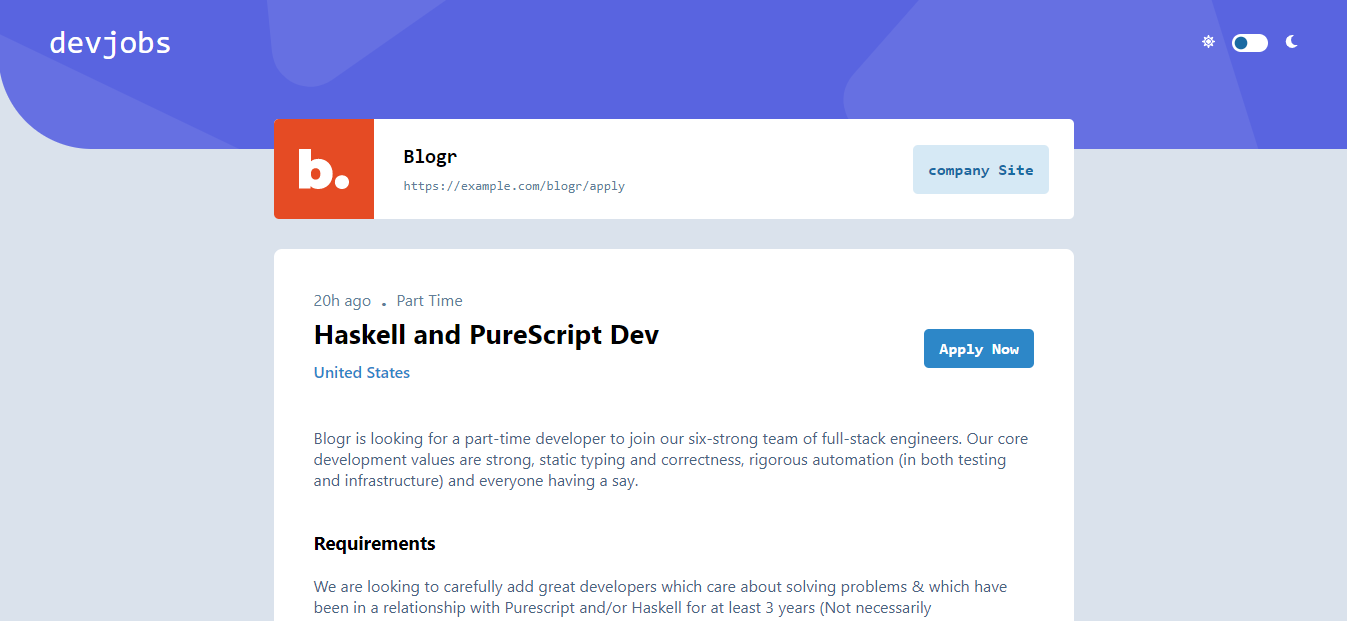 devjobs
b.
Blogr
https://example.com/blogr/apply
company Site
20h ago . Part Time
Haskell and PureScript Dev
United States
Apply Now
Blogr is looking for a part-time developer to join our six-strong team of full-stack engineers. Our core
development values are strong, static typing and correctness, rigorous automation (in both testing
and infrastructure) and everyone having a say.
Requirements
We are looking to carefully add great developers which care about solving problems & which have
been in a relationship with Purescript and/or Haskell for at least 3 years (Not necessarily